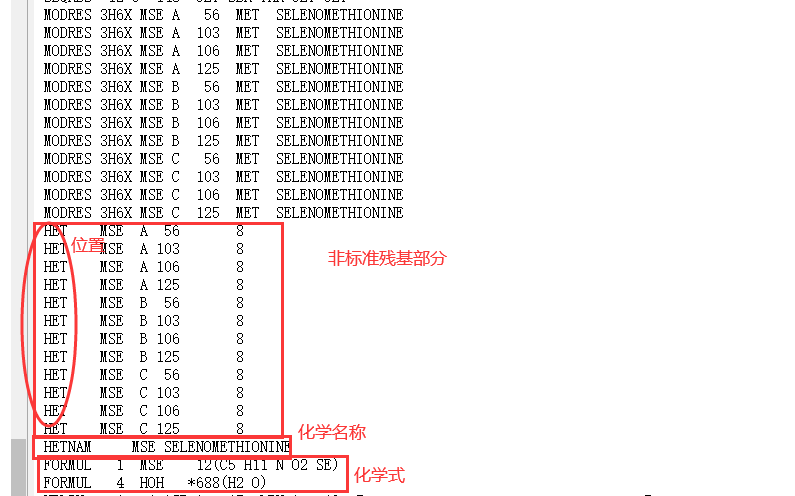 MODRES 3H6X MSE A   56  MET  SELENOMETHIONINE
MODRES 3H6X MSE A  103  MET  SELENOMETHIONINE
MODRES 3H6X MSE A  106  MET  SELENOMETHIONINE
MODRES 3H6X MSE A  125  MET  SELENOMETHIONINE
MODRES 3H6X MSE B   56  MET  SELENOMETHIONINE
MODRES 3H6X MSE B  103  MET  SELENOMETHIONINE
MODRES 3H6X MSE B  106  MET  SELENOMETHIONINE
MODRES 3H6X MSE B  125  MET  SELENOMETHIONINE
MODRES 3H6X MSE C   56  MET  SELENOMETHIONINE
MODRES 3H6X MSE C  103  MET  SELENOMETHIONINE
MODRES 3H6X MSE C  106  MET  SELENOMETHIONINE
MODRES 3H6X MSE C  125  MET  SELENOMETHIONINE
HET    MSE  A  56       8
位置
HET    MSE  A 103       8
非标准残基部分
HET    MSE  A 106       8
HET    MSE  A 125       8
HET    MSE  B  56       8
HET    MSE  B 103       8
HET    MSE  B 106       8
HET    MSE  B 125       8
HET    MSE  C  56       8
HET    MSE  C 103       8
HET    MSE  C 106       8
HET    MSE  C 125       8
化学名称
HETNAM     MSE SELENOMETHIONINE
FORMUL   1  MSE    12(C5 H11 N O2 SE)
化学式
FORMUL   4  HOH   *688(H2 O)